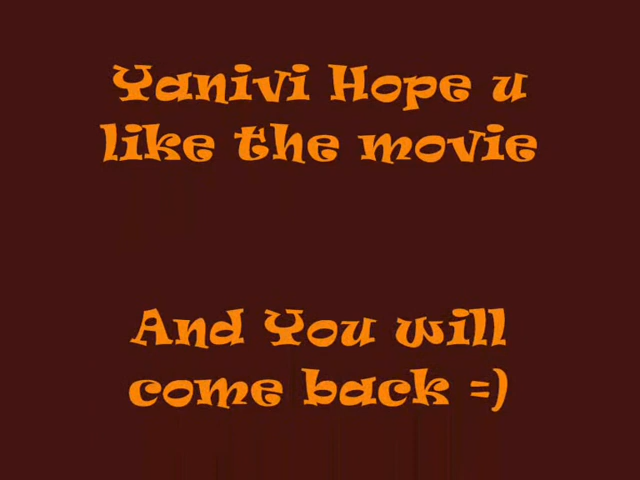 Yanivi Hope u
like the movie
And You will
come back =)